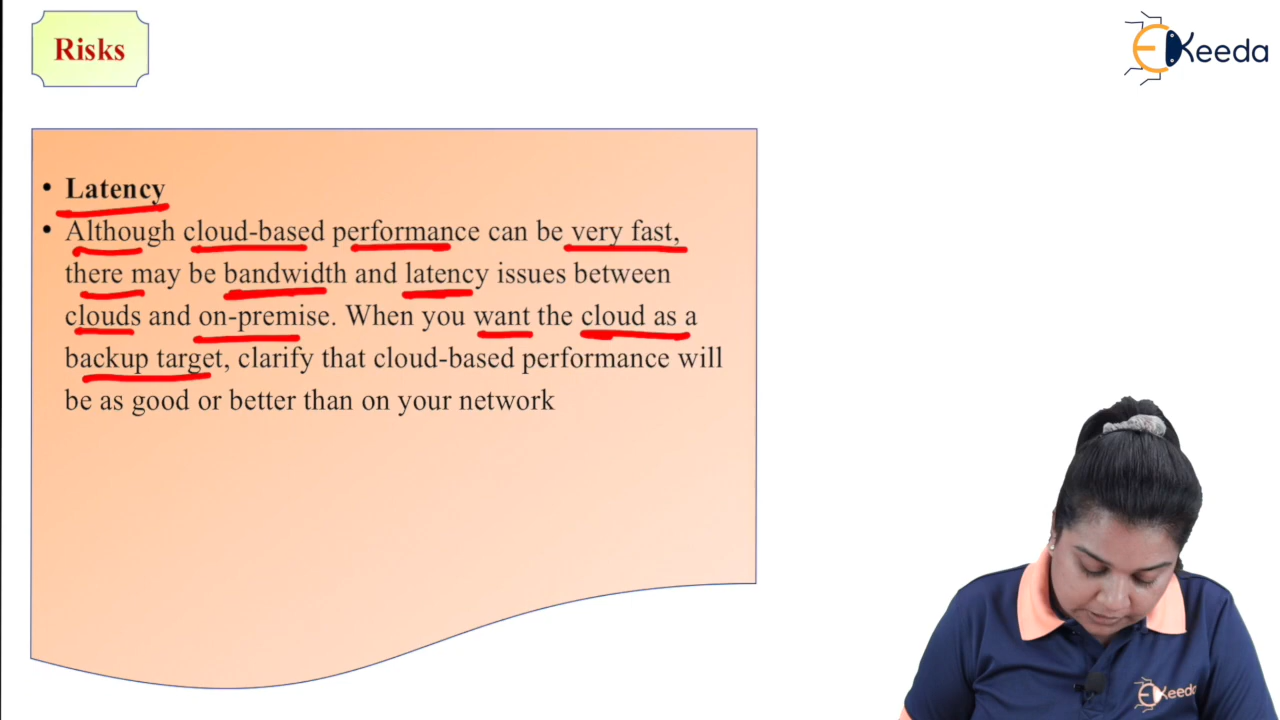 Risks
EKeeda
• Latency
• Although cloud-based performance can be very fast,
there may be bandwidth and latency issues between
clouds and on-premise. When you want the cloud as a
backup target, clarify that cloud-based performance will
be as good or better than on your network
EKeeda